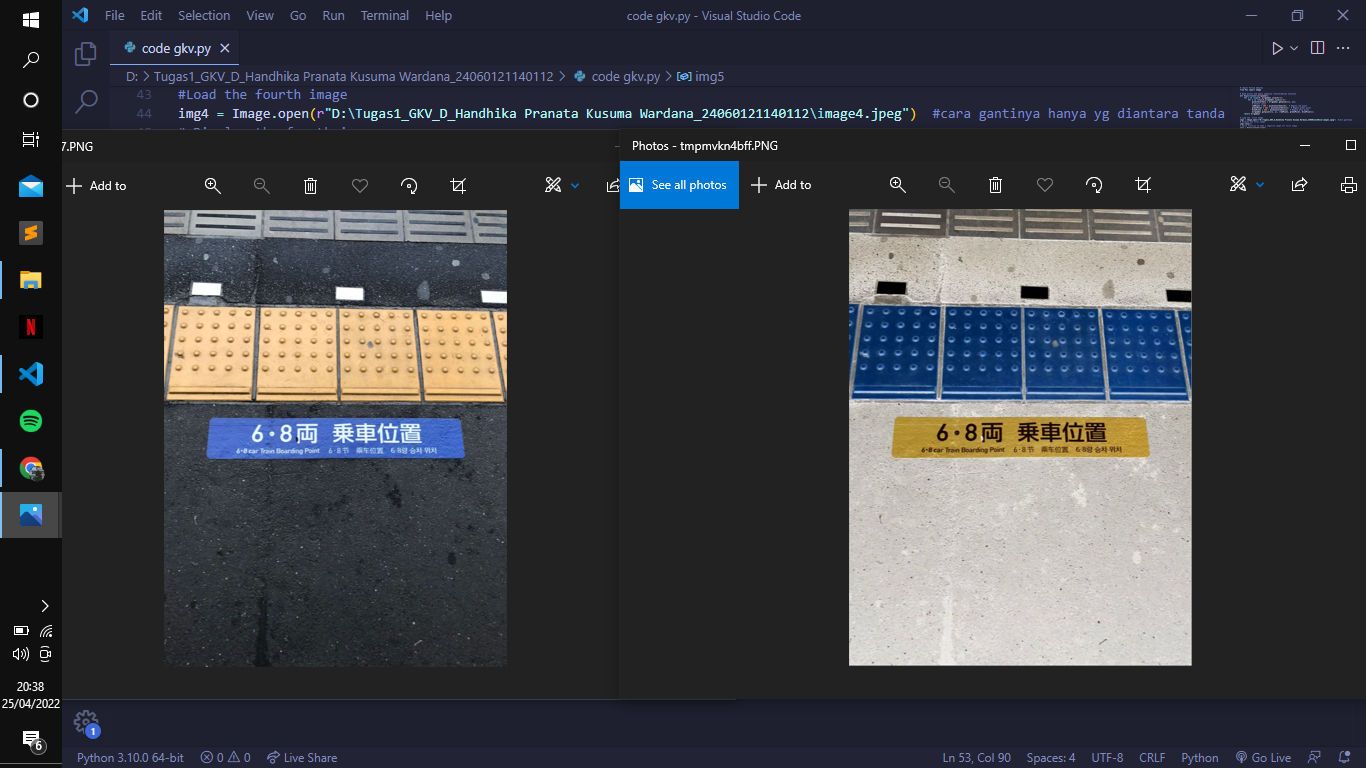 File Edit Selection View Go Run Terminal Help
code gkv.py - Visual Studio Code
code gkv.py
D: > Tugas1_GKV_D_Handhika Pranata Kusuma Wardana_24060121140112 > code gkv.py > img5
43 #Load the fourth image
44 img4 = Image.open(r"D:\Tugas1_GKV_D_Handhika Pranata Kusuma Wardana_24060121140112\image4.jpeg") #cara gantinya hanya yg diantara tanda
7.PNG
Add to
6・8両 乗車位置
6・8 car Train Boarding Point 6・8节 乘车位置 6・8량 승차 위치
Photos - tmpmvkn4bff.PNG
See all photos
Add to
6・8両 乗車位置
6・8 car Train Boarding Point 6・8节 乘车位置 6・8량 승차 위치
20:38
25/04/2022
6
1
Python 3.10.0 64-bit 0 0 Live Share
Ln 53, Col 90 Spaces: 4 UTF-8 CRLF Python Go Live